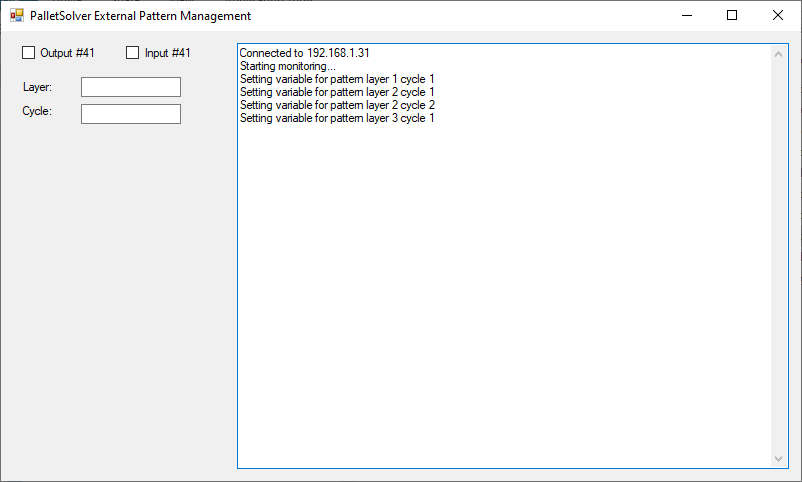 PalletSolver External Pattern Management
Output #41
Input #41
Layer:
Cycle:
Connected to 192.168.1.31
Starting monitoring...
Setting variable for pattern layer 1 cycle 1
Setting variable for pattern layer 2 cycle 1
Setting variable for pattern layer 2 cycle 2
Setting variable for pattern layer 3 cycle 1